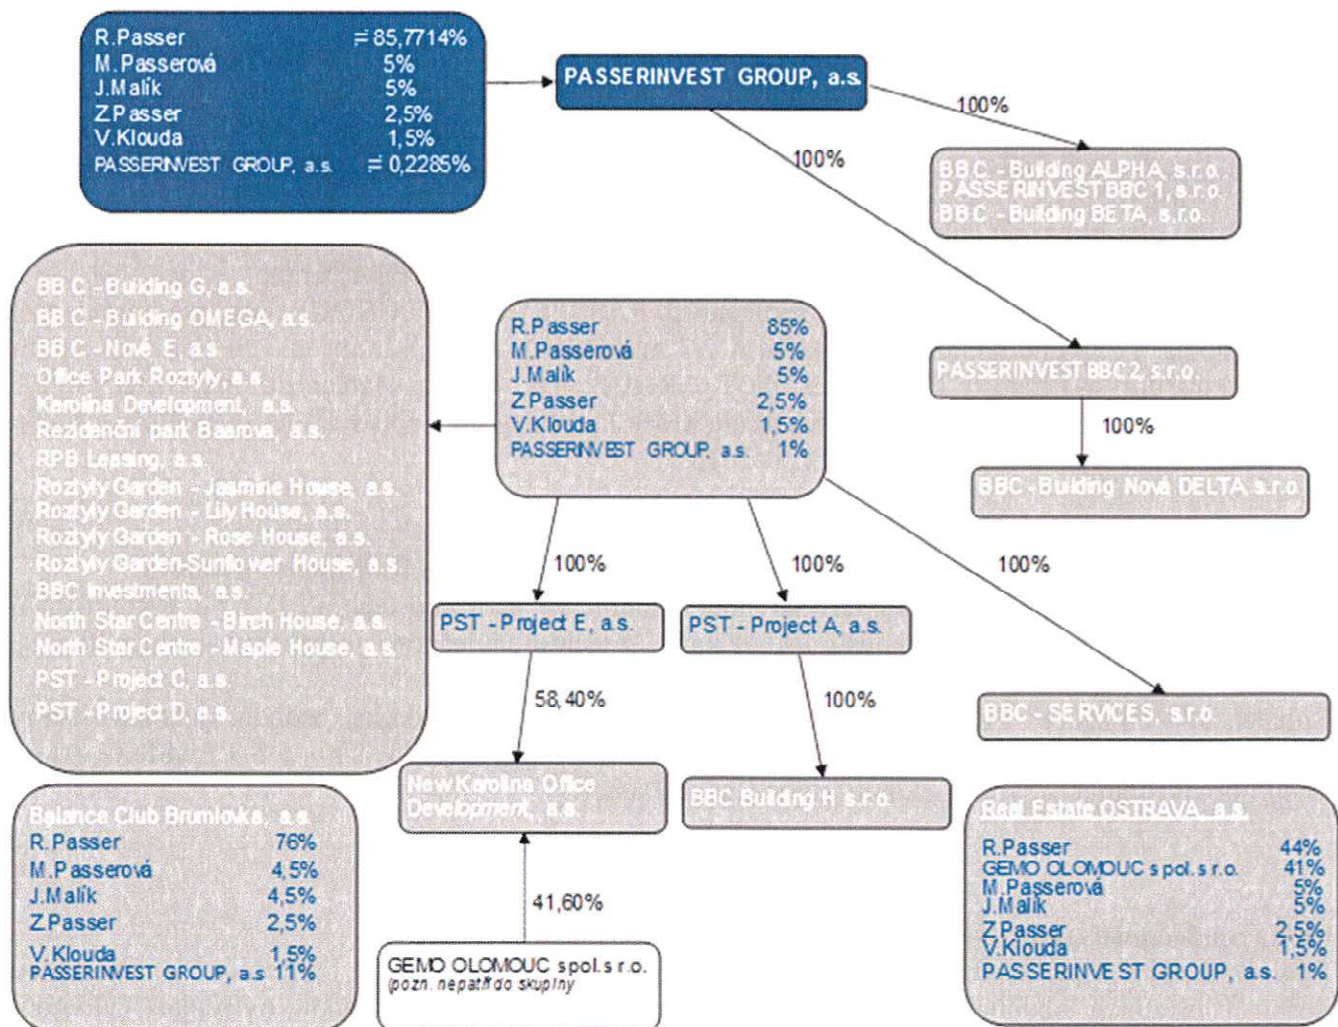 R.Passer ≓ 85,7714%
M.Passerová 5%
J.Malík 5%
Z.Passer 2,5%
V.Klouda 1,5%
PASSERINVEST GROUP, a.s. ≓ 0,2285%
PASSERINVEST GROUP, a.s.
100%
100%
BBC - Building ALPHA, s.r.o.
PASSERINVEST BBC 1, s.r.o.
BBC - Building BETA, s.r.o.
BBC - Building G, a.s.
BBC - Building OMEGA, a.s.
BBC - Nové E, a.s.
Office Park Roztyly, a.s.
Karolina Development, a.s.
Rezidenční park Baarova, a.s.
RPB Leasing, a.s.
Roztyly Garden - Jasmine House, a.s.
Roztyly Garden - Lily House, a.s.
Roztyly Garden - Rose House, a.s.
Roztyly Garden-Sunflower House, a.s.
BBC Investments, a.s.
North Star Centre - Birch House, a.s.
North Star Centre - Maple House, a.s.
PST - Project C, a.s.
PST - Project D, a.s.
R.Passer 85%
M.Passerová 5%
J.Malík 5%
Z.Passer 2,5%
V.Klouda 1,5%
PASSERINVEST GROUP, a.s. 1%
PASSERINVEST BBC 2, s.r.o.
100%
BBC -Building Nová DELTA, s.r.o.
100%
100%
100%
PST - Project E, a.s.
PST - Project A, a.s.
58,40%
100%
BBC - SERVICES, s.r.o.
New Karolina Office
Development, a.s.
BBC Building H s.r.o.
Balance Club Brumlovka, a.s.
R.Passer 76%
M.Passerová 4,5%
J.Malík 4,5%
Z.Passer 2,5%
V.Klouda 1,5%
PASSERINVEST GROUP, a.s 11%
41,60%
GEMO OLOMOUC spol.s r.o.
(pozn. nepatří do skupiny
Real Estate OSTRAVA, a.s.
R.Passer 44%
GEMO OLOMOUC spol. s r.o. 41%
M.Passerová 5%
J.Malík 5%
Z.Passer 2,5%
V.Klouda 1,5%
PASSERINVEST GROUP, a.s. 1%